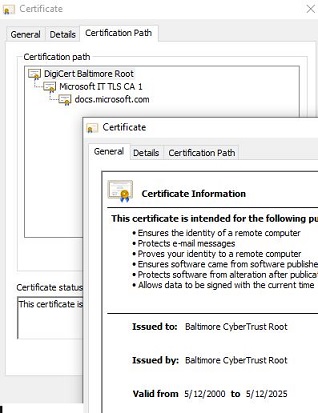 Certificate
General Details Certification Path
Certification path
DigiCert Baltimore Root
Microsoft IT TLS CA 1
docs.microsoft.com
Certificate status
This certificate is
Certificate
General Details Certification Path
Certificate Information
This certificate is intended for the following pu
• Ensures the identity of a remote computer
• Protects e-mail messages
• Proves your identity to a remote computer
• Ensures software came from software publishe
• Protects software from alteration after publicat
• Allows data to be signed with the current time
Issued to: Baltimore CyberTrust Root
Issued by: Baltimore CyberTrust Root
Valid from 5/12/2000 to 5/12/2025